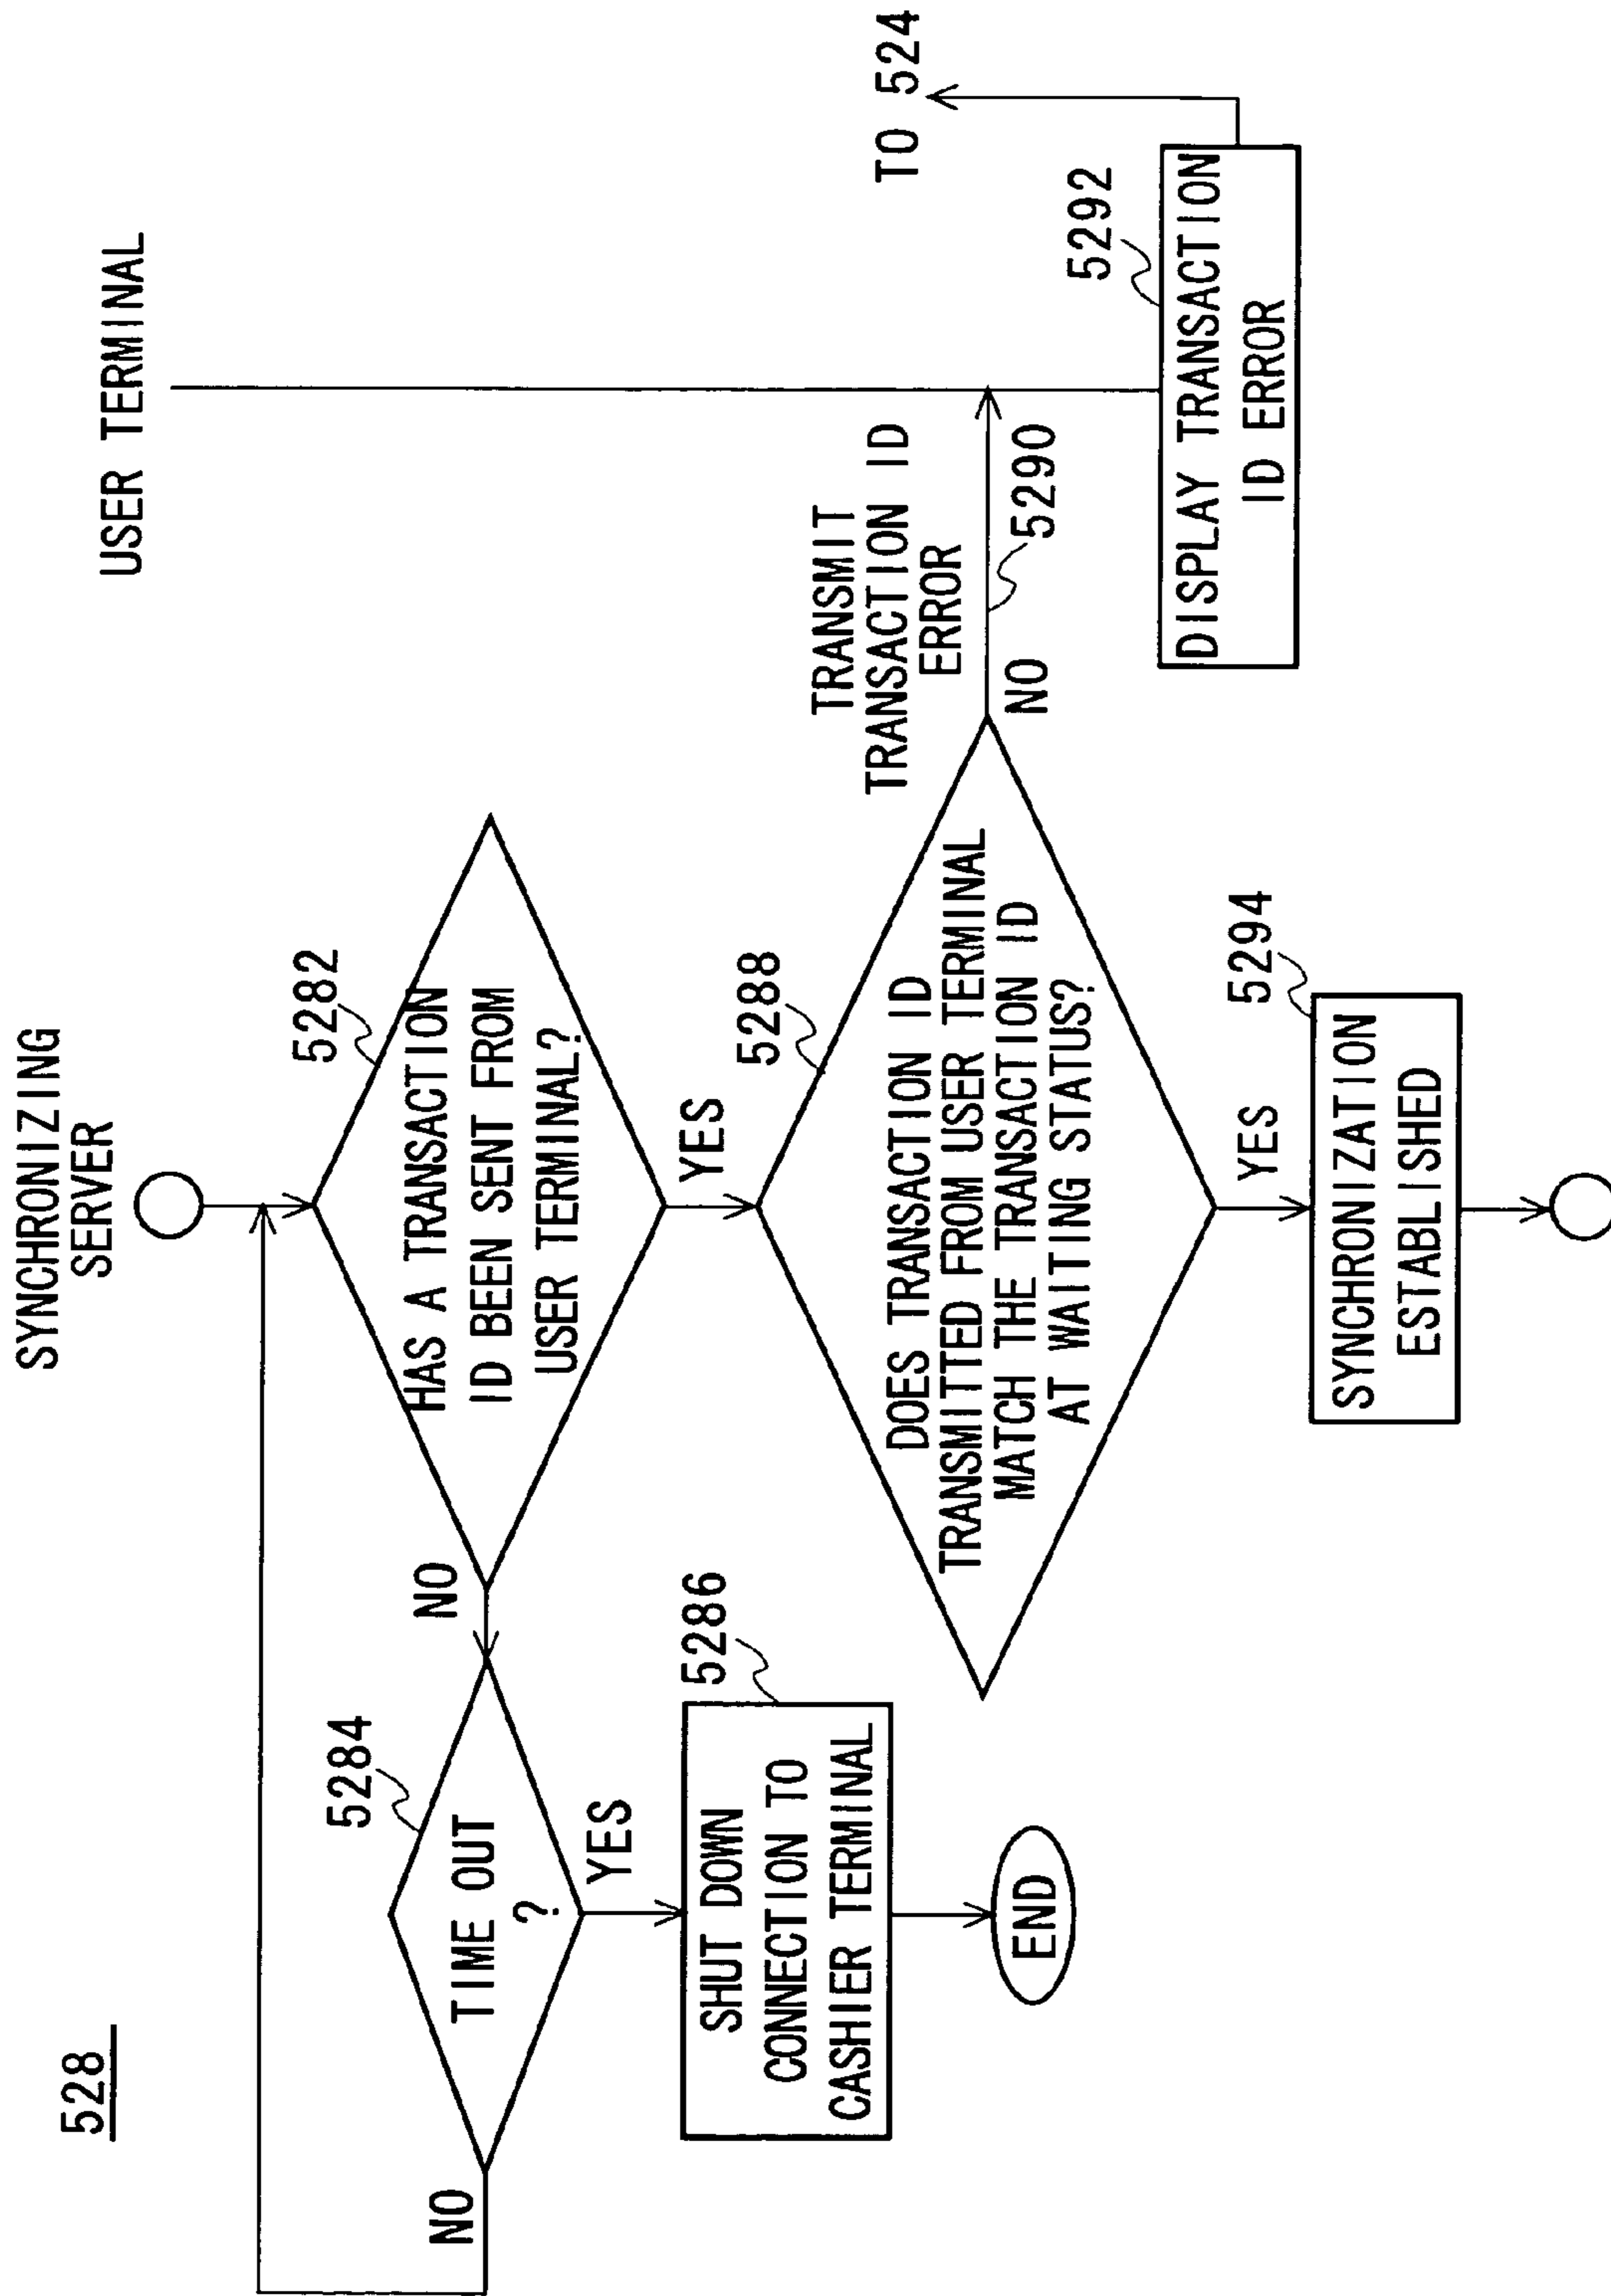 528
SYNCHRONIZING
SERVER
USER TERMINAL
5282
HAS A TRANSACTION
ID BEEN SENT FROM
USER TERMINAL?
NO
YES
5284
TIME OUT
?
NO
YES
5286
SHUT DOWN
CONNECTION TO
CASHIER TERMINAL
END
5288
DOES TRANSACTION ID
TRANSMITTED FROM USER TERMINAL
MATCH THE TRANSACTION ID
AT WAITING STATUS?
NO
YES
TRANSMIT
TRANSACTION ID
ERROR
5290
5292
DISPLAY TRANSACTION
ID ERROR
TO 524
5294
SYNCHRONIZATION
ESTABLISHED